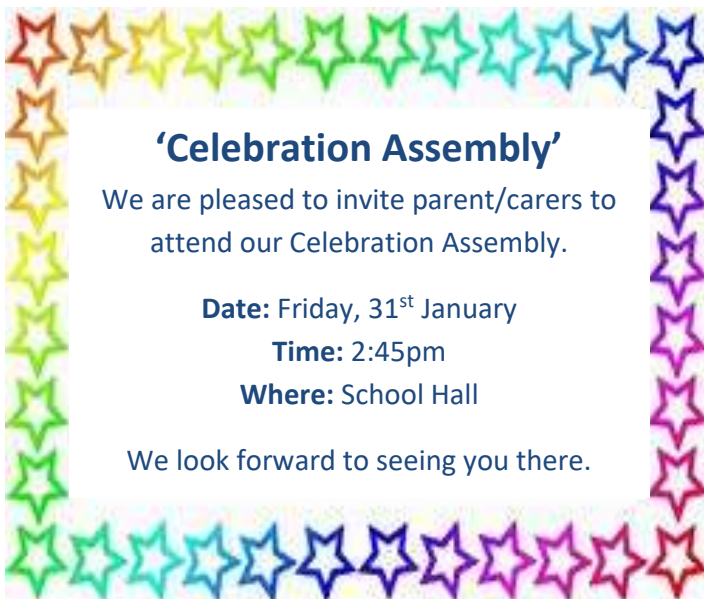 ‘Celebration Assembly’
We are pleased to invite parent/carers to
attend our Celebration Assembly.
Date: Friday, 31st January
Time: 2:45pm
Where: School Hall
We look forward to seeing you there.